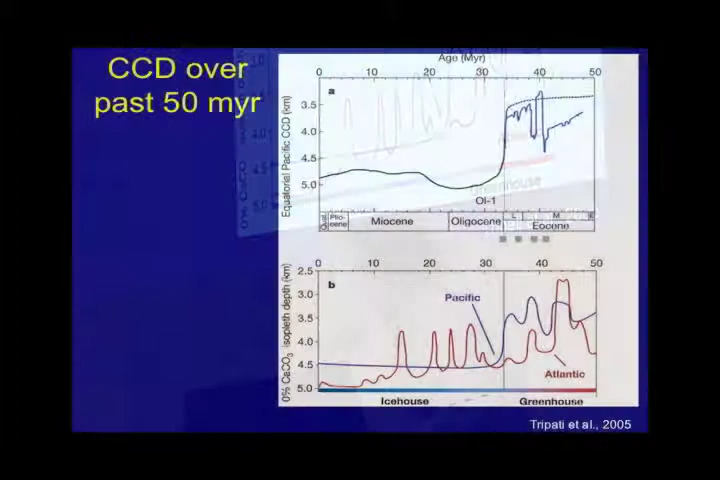 CCD over
past 50 myr
Age (Myr)
0 10 20 30 40 50
a
Equatorial Pacific CCD (km)
3.5
4.0
4.5
5.0
Greenhouse
OI-1
Plio-
cene
Miocene
Oligocene
L M E
Eocene
0 10 20 30 40 50
b
0% CaCO3 isopleth depth (km)
2.5
3.0
3.5
4.0
4.5
5.0
Pacific
Atlantic
Icehouse Greenhouse
Tripati et al., 2005